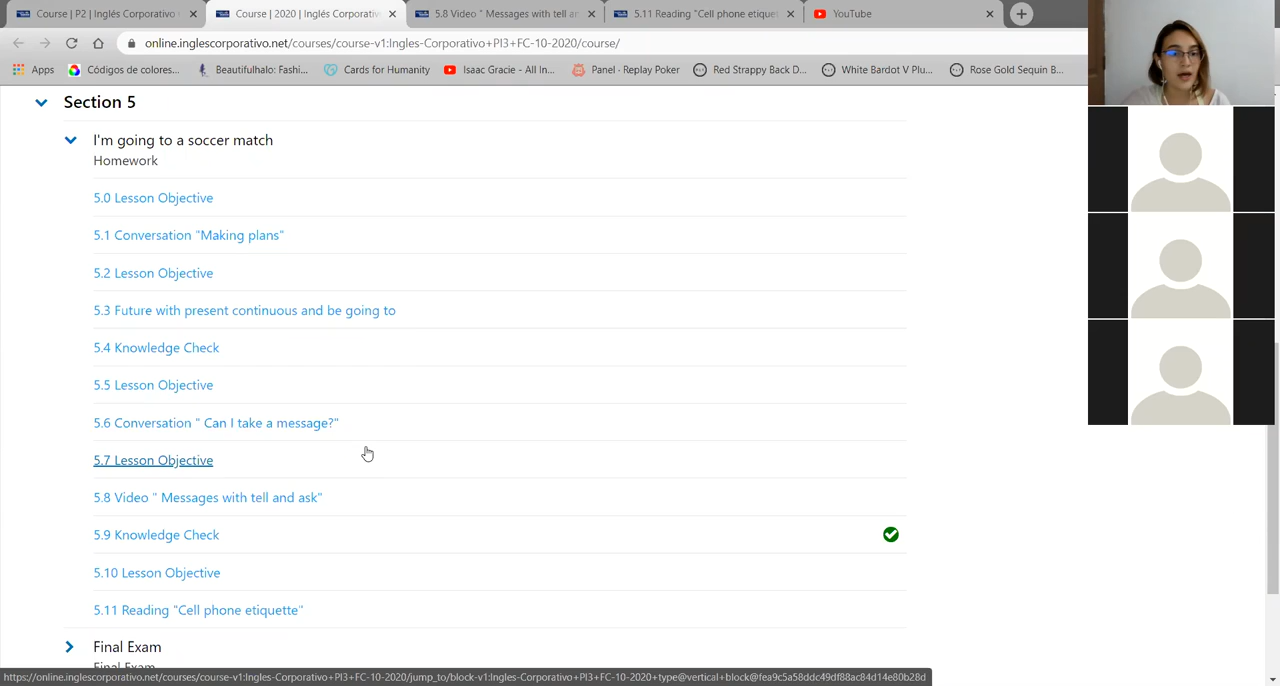 Course | P2 | Inglés Corporativo
Course | 2020 | Inglés Corporativ
5.8 Video " Messages with tell ar
5.11 Reading "Cell phone etique
YouTube
online.inglescorporativo.net/courses/course-v1:Ingles-Corporativo+PI3+FC-10-2020/course/
Apps
Códigos de colores...
Beautifulhalo: Fashi...
Cards for Humanity
Isaac Gracie - All In...
Panel · Replay Poker
Red Strappy Back D...
White Bardot V Plu...
Rose Gold Sequin B...
Section 5
I'm going to a soccer match
Homework
5.0 Lesson Objective
5.1 Conversation "Making plans"
5.2 Lesson Objective
5.3 Future with present continuous and be going to
5.4 Knowledge Check
5.5 Lesson Objective
5.6 Conversation " Can I take a message?"
5.7 Lesson Objective
5.8 Video " Messages with tell and ask"
5.9 Knowledge Check
5.10 Lesson Objective
5.11 Reading "Cell phone etiquette"
Final Exam
Final Exam
https://online.inglescorporativo.net/courses/course-v1:Ingles-Corporativo+PI3+FC-10-2020/jump_to/block-v1:Ingles-Corporativo+PI3+FC-10-2020+type@vertical+block@fea9c5a58ddc49df88ac84d14e80b28d